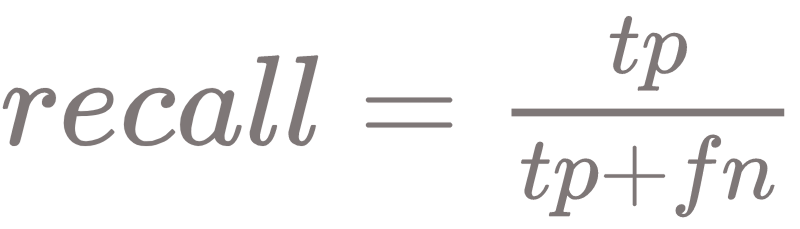 recall = tp / tp+fn